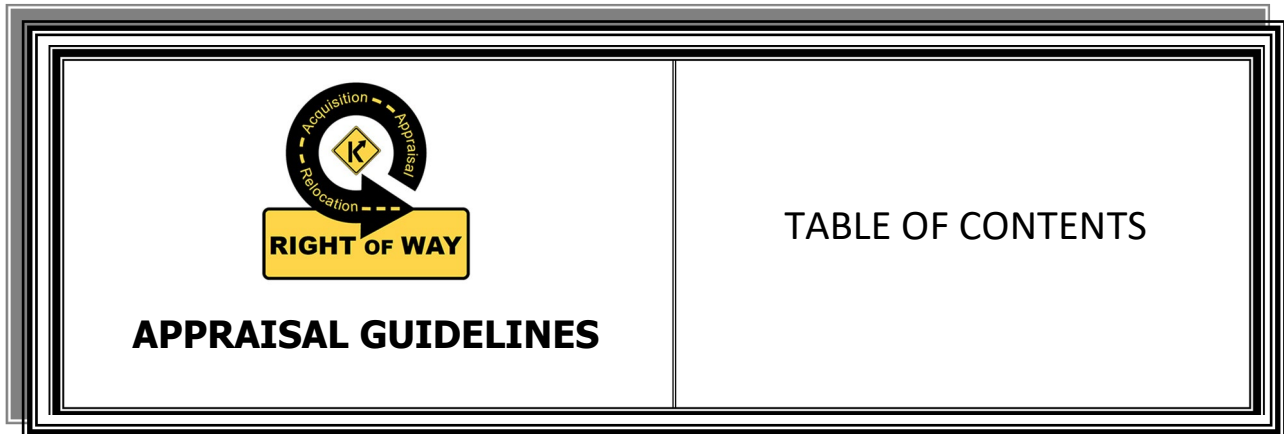 Acquisition
Appraisal
Relocation
K
RIGHT OF WAY
APPRAISAL GUIDELINES
TABLE OF CONTENTS